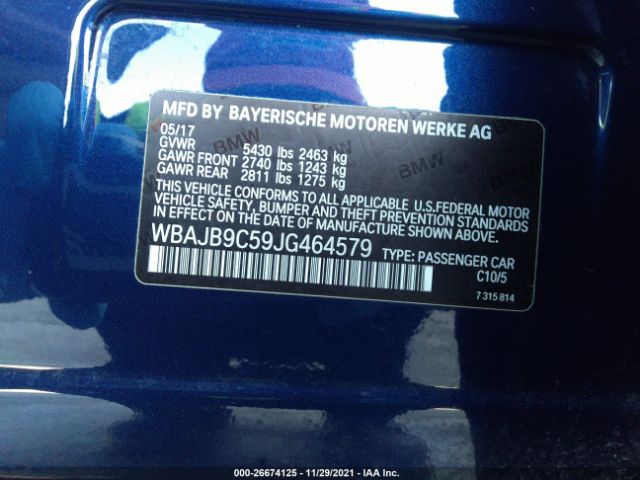 MFD BY BAYERISCHE MOTOREN WERKE AG
05/17
GVWR 5430 lbs 2463 kg
GAWR FRONT 2740 lbs 1243 kg
GAWR REAR 2811 lbs 1275 kg
THIS VEHICLE CONFORMS TO ALL APPLICABLE U.S.FEDERAL MOTOR
VEHICLE SAFETY, BUMPER, AND THEFT PREVENTION STANDARDS
IN EFFECT ON THE DATE OF MANUFACTURE SHOWN ABOVE.
WBAJB9C59JG464579 TYPE: PASSENGER CAR
C10/5
7 315 814
000-26674125 - 11/29/2021 - IAA Inc.